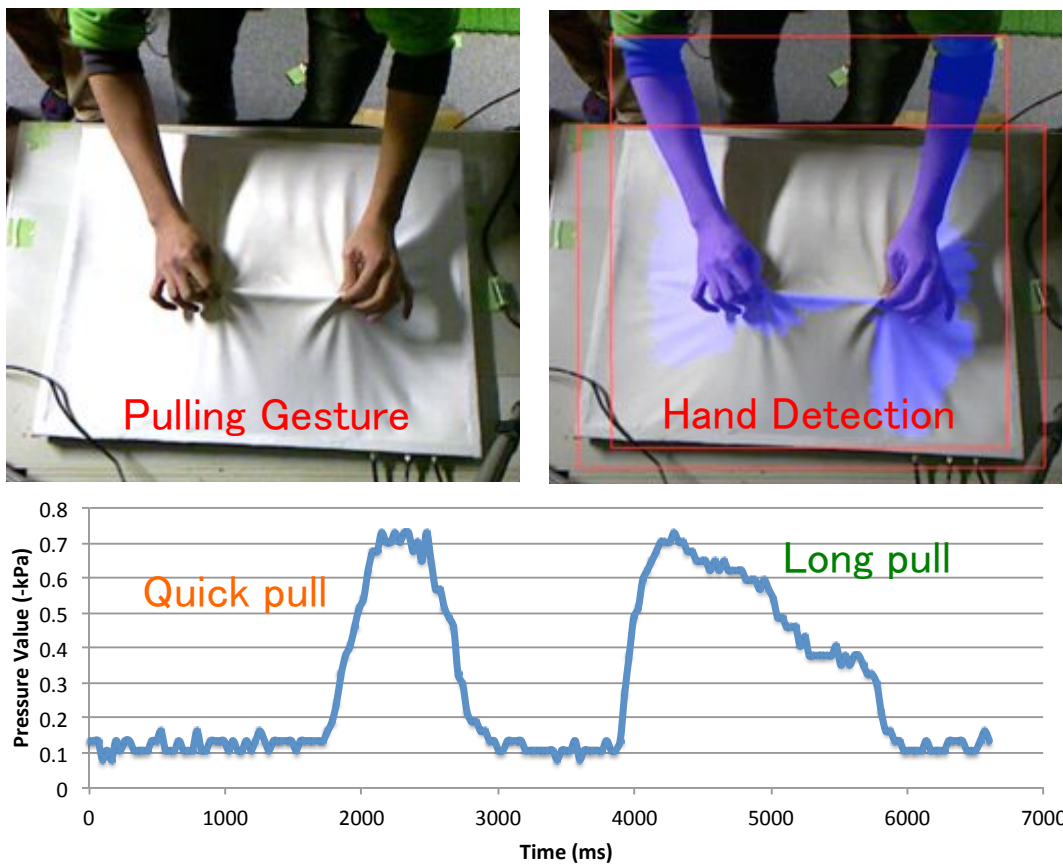 Pulling Gesture
Hand Detection
0.8
0.7
0.6
0.5
0.4
0.3
0.2
0.1
0
Pressure Value (-kPa)
Quick pull
Long pull
0 1000 2000 3000 4000 5000 6000 7000
Time (ms)